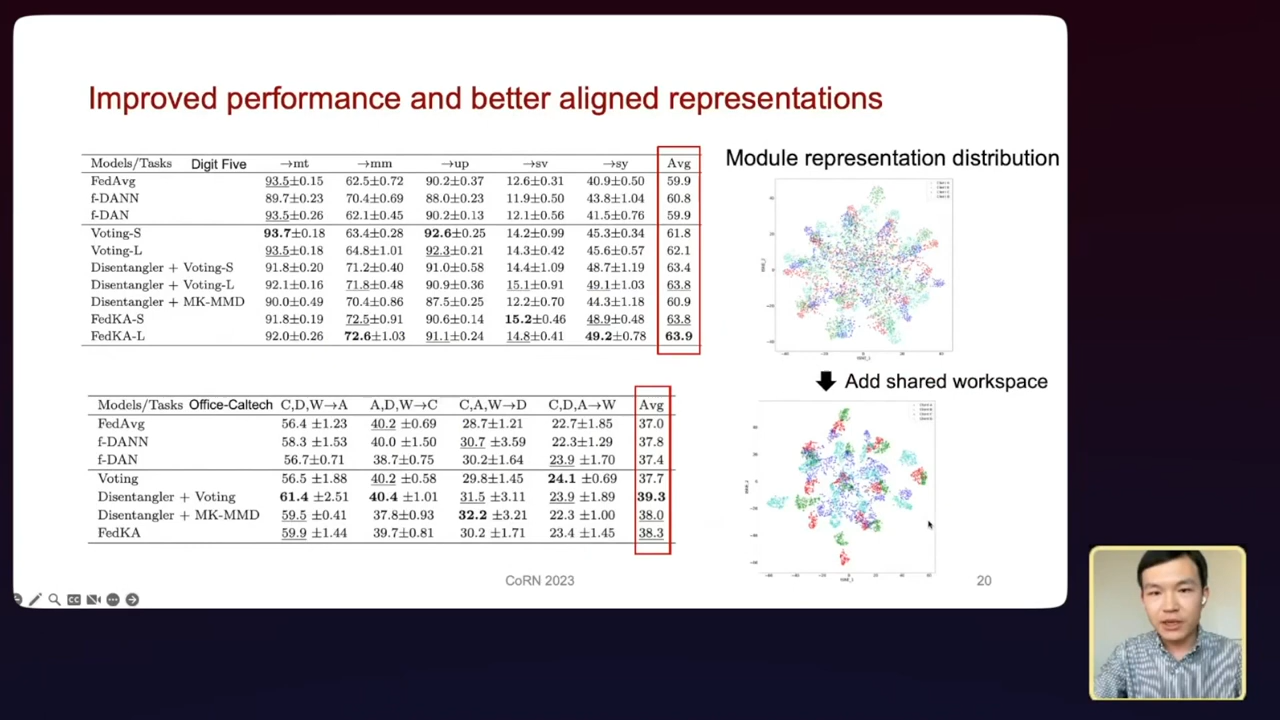 Improved performance and better aligned representations
Models/Tasks Digit Five →mt →mm →up →sv →sy Avg
FedAvg 93.5±0.15 62.5±0.72 90.2±0.37 12.6±0.31 40.9±0.50 59.9
f-DANN 89.7±0.23 70.4±0.69 88.0±0.23 11.9±0.50 43.8±1.04 60.8
f-DAN 93.5±0.26 62.1±0.45 90.2±0.13 12.1±0.56 41.5±0.76 59.9
Voting-S 93.7±0.18 63.4±0.28 92.6±0.25 14.2±0.99 45.3±0.34 61.8
Voting-L 93.5±0.18 64.8±1.01 92.3±0.21 14.3±0.42 45.6±0.57 62.1
Disentangler + Voting-S 91.8±0.20 71.2±0.40 91.0±0.58 14.4±1.09 48.7±1.19 63.4
Disentangler + Voting-L 92.1±0.16 71.8±0.48 90.9±0.36 15.1±0.91 49.1±1.03 63.8
Disentangler + MK-MMD 90.0±0.49 70.4±0.86 87.5±0.25 12.2±0.70 44.3±1.18 60.9
FedKA-S 91.8±0.19 72.5±0.91 90.6±0.14 15.2±0.46 48.9±0.48 63.8
FedKA-L 92.0±0.26 72.6±1.03 91.1±0.24 14.8±0.41 49.2±0.78 63.9
Module representation distribution
Add shared workspace
Models/Tasks Office-Caltech C,D,W→A A,D,W→C C,A,W→D C,D,A→W Avg
FedAvg 56.4 ±1.23 40.2 ±0.69 28.7±1.21 22.7±1.85 37.0
f-DANN 58.3 ±1.53 40.0 ±1.50 30.7 ±3.59 22.3±1.29 37.8
f-DAN 56.7±0.71 38.7±0.75 30.2±1.64 23.9 ±1.70 37.4
Voting 56.5 ±1.88 40.2 ±0.58 29.8±1.45 24.1 ±0.69 37.7
Disentangler + Voting 61.4 ±2.51 40.4 ±1.01 31.5 ±3.11 23.9 ±1.89 39.3
Disentangler + MK-MMD 59.5 ±0.41 37.8±0.93 32.2 ±3.21 22.3 ±1.00 38.0
FedKA 59.9 ±1.44 39.7±0.81 30.2 ±1.71 23.4 ±1.45 38.3
CoRN 2023
20